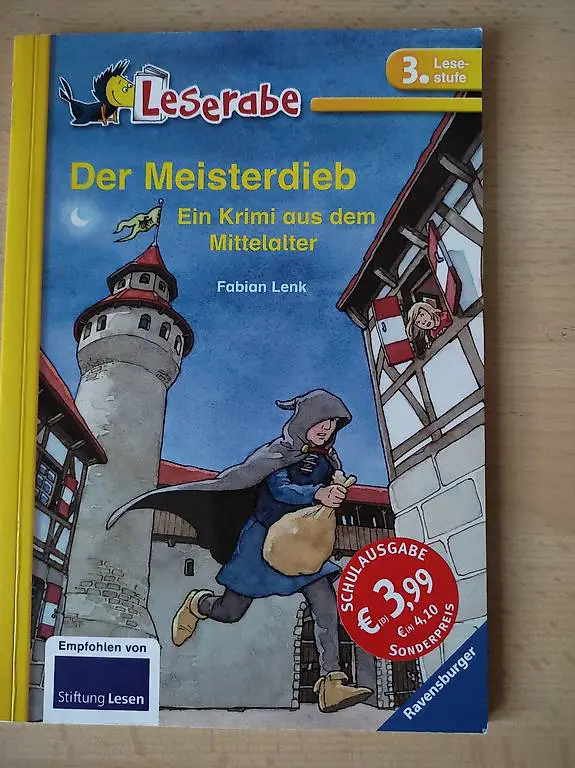 3. Lese-
stufe
Leserabe
Der Meisterdieb
Ein Krimi aus dem
Mittelalter
Fabian Lenk
SCHULAUSGABE
€ (D) 3,99
€ (A) 4,10
SONDERPREIS
Empfohlen von
Stiftung Lesen
Ravensburger